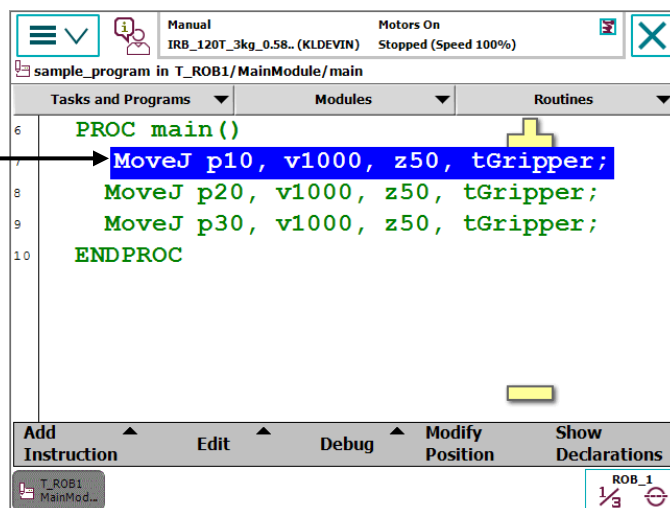 Manual
Motors On
IRB_120T_3kg_0.58.. (KLDEVIN)
Stopped (Speed 100%)
sample_program in T_ROB1/MainModule/main
Tasks and Programs
Modules
Routines
6 PROC main()
7 MoveJ p10, v1000, z50, tGripper;
8 MoveJ p20, v1000, z50, tGripper;
9 MoveJ p30, v1000, z50, tGripper;
10 ENDPROC
Add Instruction
Edit
Debug
Modify Position
Show Declarations
T_ROB1
MainMod...
ROB_1
1/3